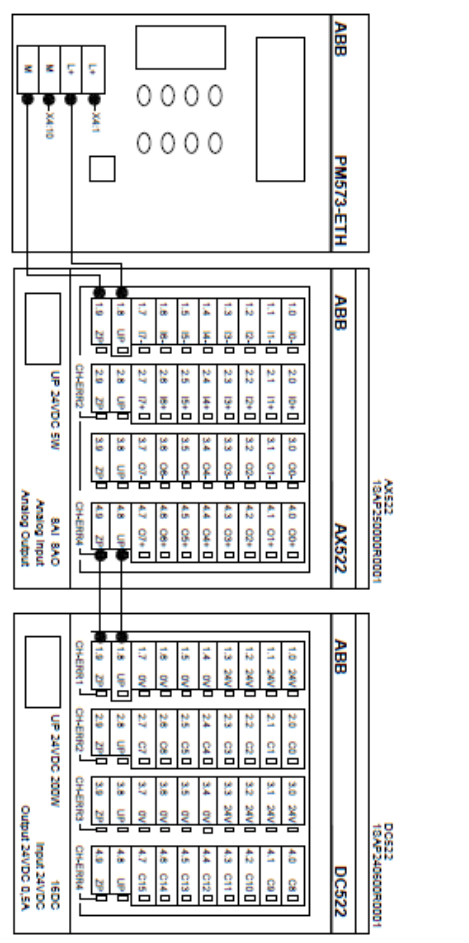 ABB PM573-ETH
L+
L+
M
M
X4:1
X4:10
AX522
1SAP250000R0001
ABB AX522
1.0 I0-
1.1 I1-
1.2 I2-
1.3 I3-
1.4 I4-
1.5 I5-
1.6 I6-
1.7 I7-
1.8 UP
1.9 ZP
2.0 I0+
2.1 I1+
2.2 I2+
2.3 I3+
2.4 I4+
2.5 I5+
2.6 I6+
2.7 I7+
2.8 UP
2.9 ZP
3.0 O0-
3.1 O1-
3.2 O2-
3.3 O3-
3.4 O4-
3.5 O5-
3.6 O6-
3.7 O7-
3.8 UP
3.9 ZP
4.0 O0+
4.1 O1+
4.2 O2+
4.3 O3+
4.4 O4+
4.5 O5+
4.6 O6+
4.7 O7+
4.8 UP
4.9 ZP
CH-ERR2
CH-ERR4
UP 24VDC 5W
8AI 8AO
Analog Input
Analog Output
DC522
1SAP240600R0001
ABB DC522
1.0 24V
1.1 24V
1.2 24V
1.3 24V
1.4 0V
1.5 0V
1.6 0V
1.7 0V
1.8 UP
1.9 ZP
2.0 C0
2.1 C1
2.2 C2
2.3 C3
2.4 C4
2.5 C5
2.6 C6
2.7 C7
2.8 UP
2.9 ZP
3.0 24V
3.1 24V
3.2 24V
3.3 24V
3.4 0V
3.5 0V
3.6 0V
3.7 0V
3.8 UP
3.9 ZP
4.0 C8
4.1 C9
4.2 C10
4.3 C11
4.4 C12
4.5 C13
4.6 C14
4.7 C15
4.8 UP
4.9 ZP
CH-ERR1
CH-ERR2
CH-ERR3
CH-ERR4
UP 24VDC 200W
16DC
Input 24VDC
Output 24VDC 0,5A